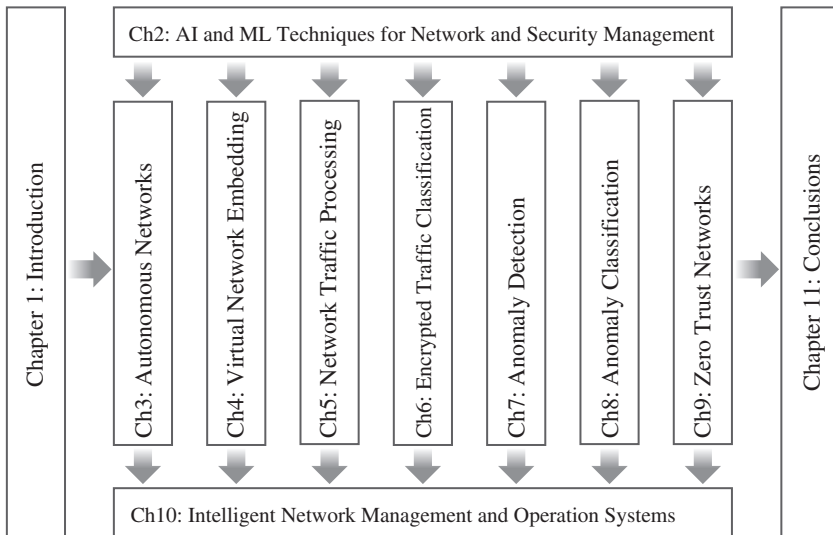 Chapter 1: Introduction
Ch2: AI and ML Techniques for Network and Security Management
Ch3: Autonomous Networks
Ch4: Virtual Network Embedding
Ch5: Network Traffic Processing
Ch6: Encrypted Traffic Classification
Ch7: Anomaly Detection
Ch8: Anomaly Classification
Ch9: Zero Trust Networks
Ch10: Intelligent Network Management and Operation Systems
Chapter 11: Conclusions